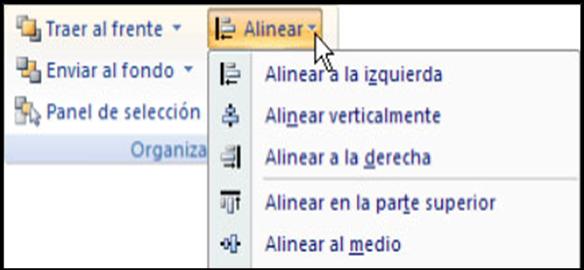 Traer al frente
Alinear
Enviar al fondo
Panel de selección
Organiza
Alinear a la izquierda
Alinear verticalmente
Alinear a la derecha
Alinear en la parte superior
Alinear al medio